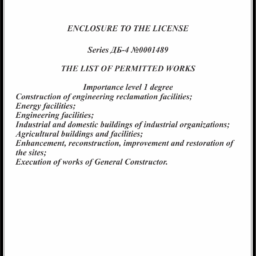 ENCLOSURE TO THE LICENSE
Series ДБ-4 №0001489
THE LIST OF PERMITTED WORKS
Importance level 1 degree
Construction of engineering reclamation facilities;
Energy facilities;
Engineering facilities;
Industrial and domestic buildings of industrial organizations;
Agricultural buildings and facilities;
Enhancement, reconstruction, improvement and restoration of
the sites;
Execution of works of General Constructor.